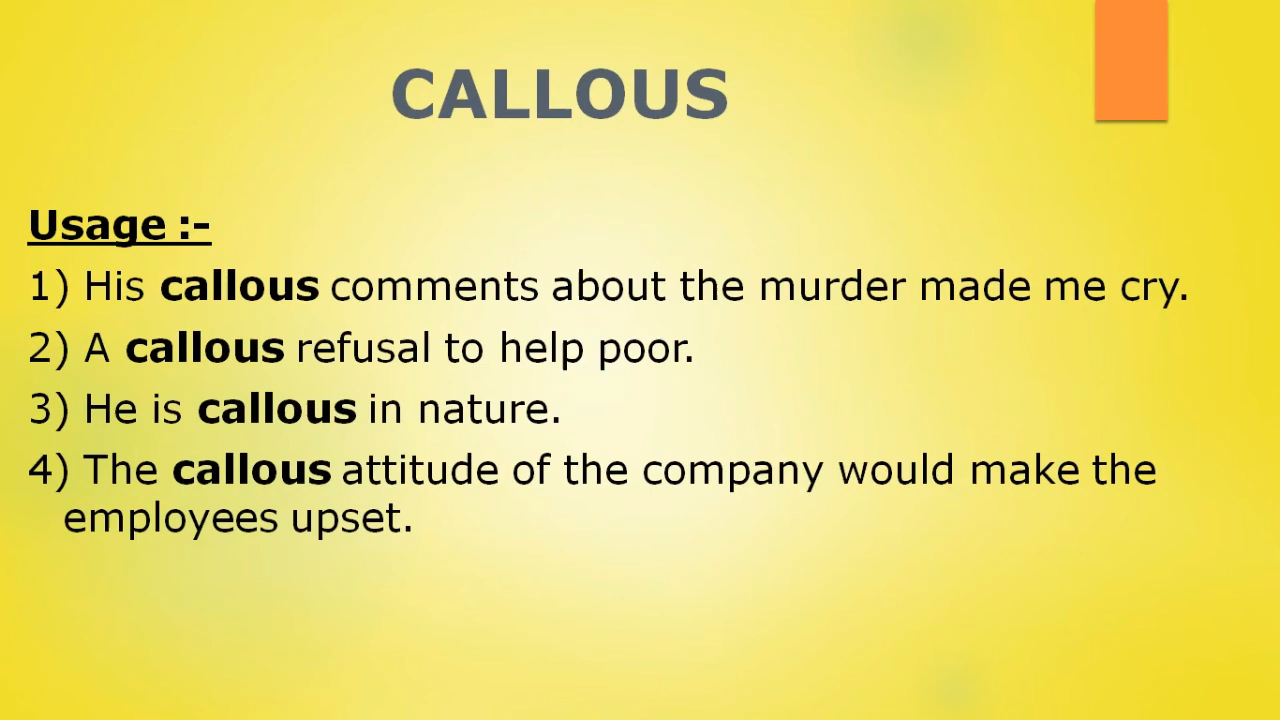 CALLOUS
Usage :-
1) His callous comments about the murder made me cry.
2) A callous refusal to help poor.
3) He is callous in nature.
4) The callous attitude of the company would make the
employees upset.